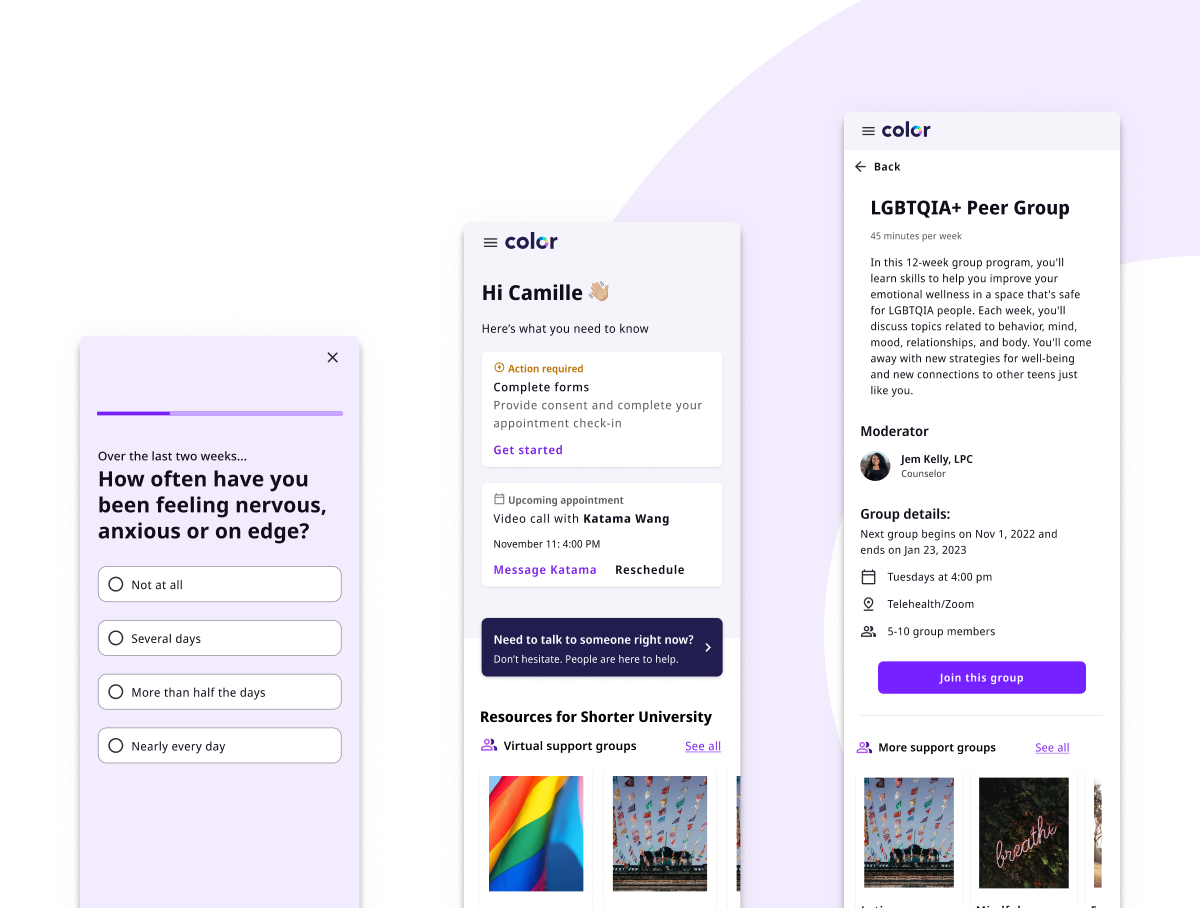 Over the last two weeks...
How often have you
been feeling nervous,
anxious or on edge?
Not at all
Several days
More than half the days
Nearly every day
color
Hi Camille 👋🏼
Here's what you need to know
Action required
Complete forms
Provide consent and complete your
appointment check-in
Get started
Upcoming appointment
Video call with Katama Wang
November 11: 4:00 PM
Message Katama Reschedule
Need to talk to someone right now?
Don't hesitate. People are here to help.
Resources for Shorter University
Virtual support groups See all
color
Back
LGBTQIA+ Peer Group
45 minutes per week
In this 12-week group program, you'll
learn skills to help you improve your
emotional wellness in a space that's safe
for LGBTQIA people. Each week, you'll
discuss topics related to behavior, mind,
mood, relationships, and body. You'll come
away with new strategies for well-being
and new connections to other teens just
like you.
Moderator
Jem Kelly, LPC
Counselor
Group details:
Next group begins on Nov 1, 2022 and
ends on Jan 23, 2023
Tuesdays at 4:00 pm
Telehealth/Zoom
5-10 group members
Join this group
More support groups See all
breathe